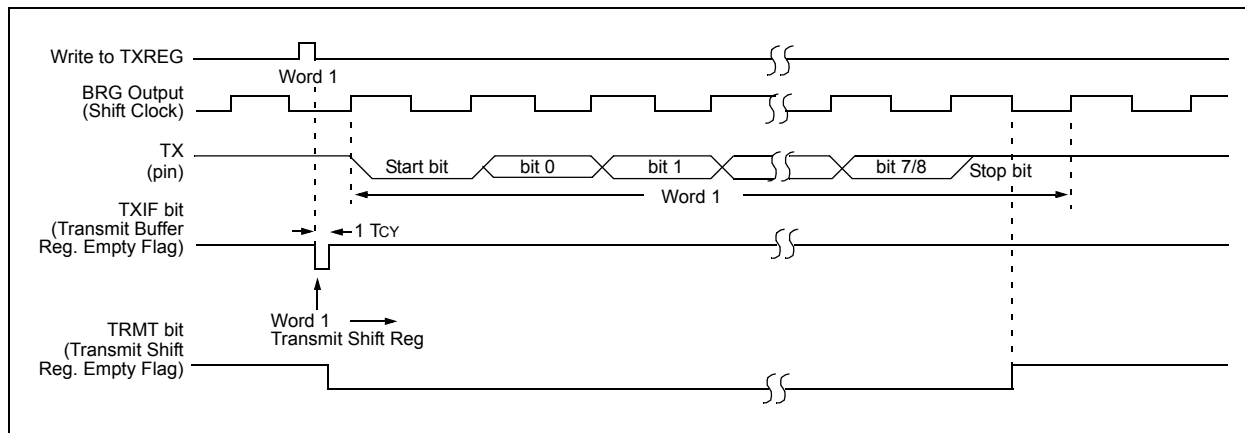 Write to TXREG
Word 1
BRG Output
(Shift Clock)
TX
(pin)
Start bit
bit 0
bit 1
bit 7/8
Stop bit
Word 1
TXIF bit
(Transmit Buffer
Reg. Empty Flag)
1 TCY
Word 1
Transmit Shift Reg
TRMT bit
(Transmit Shift
Reg. Empty Flag)